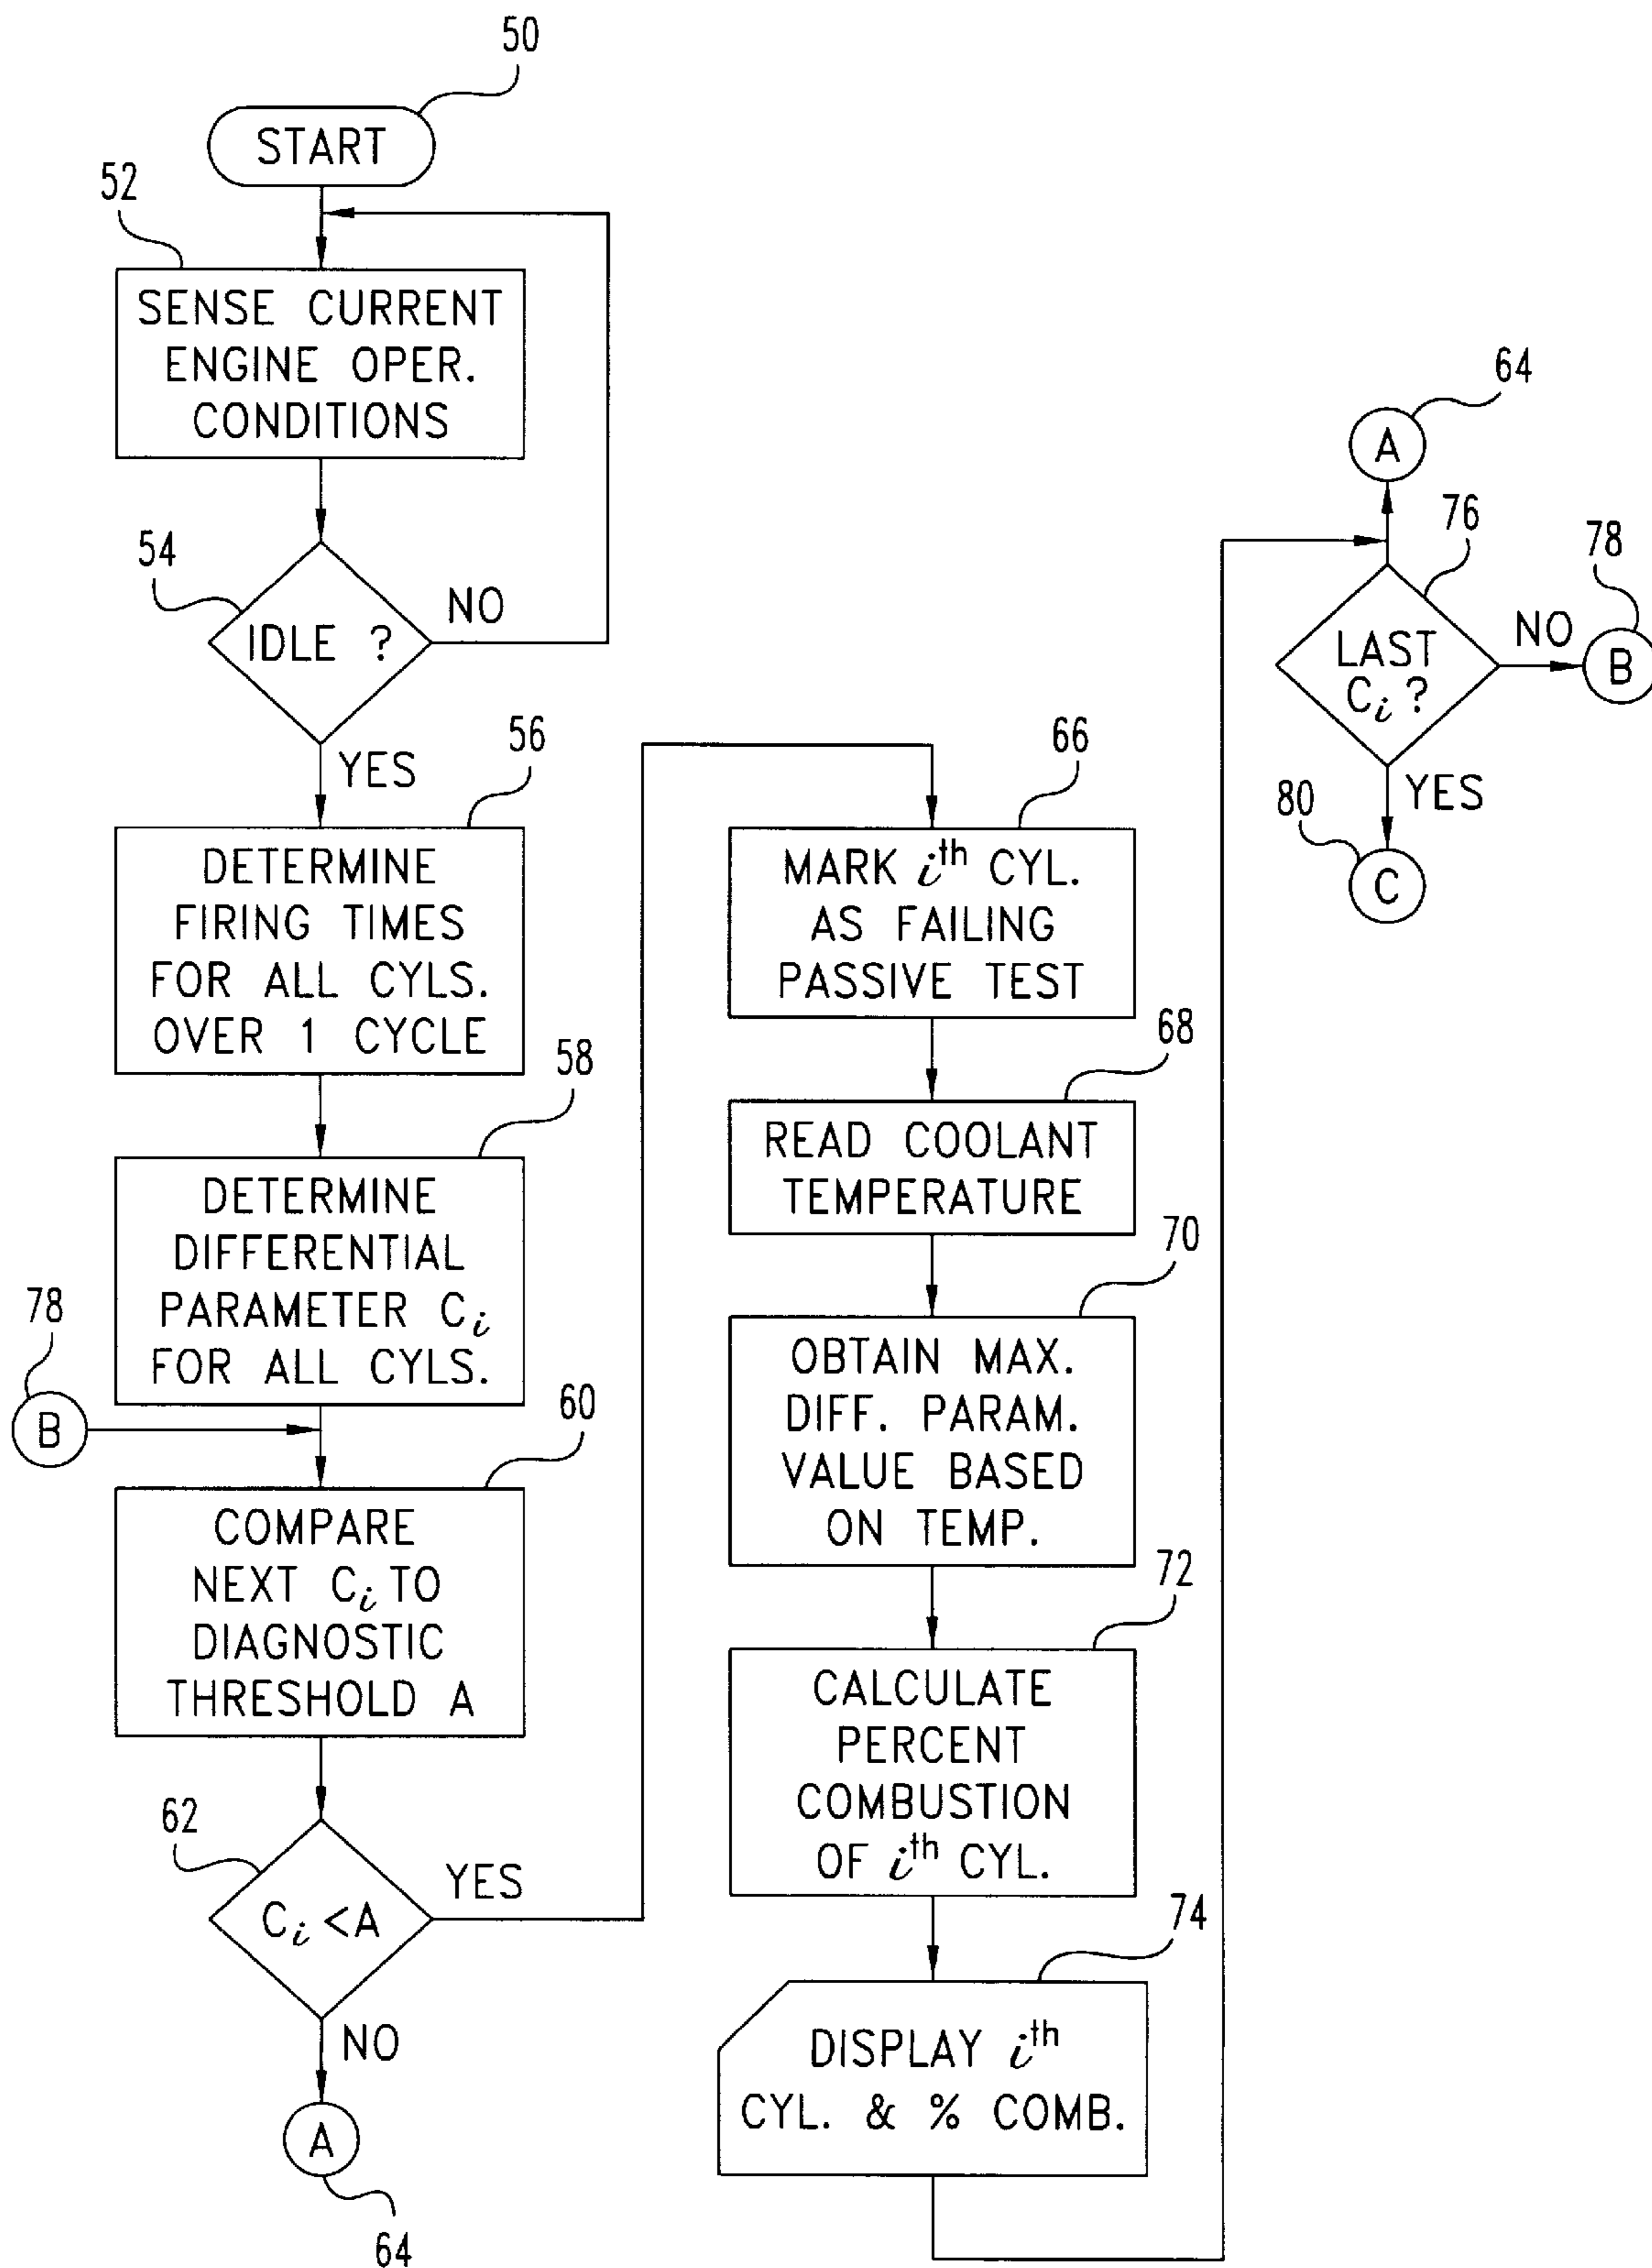 50
START
52
SENSE CURRENT
ENGINE OPER.
CONDITIONS
54
IDLE ?
NO
YES
56
DETERMINE
FIRING TIMES
FOR ALL CYLS.
OVER 1 CYCLE
58
DETERMINE
DIFFERENTIAL
PARAMETER Ci
FOR ALL CYLS.
78
B
60
COMPARE
NEXT Ci TO
DIAGNOSTIC
THRESHOLD A
62
Ci <A
YES
NO
A
64
66
MARK ith CYL.
AS FAILING
PASSIVE TEST
68
READ COOLANT
TEMPERATURE
70
OBTAIN MAX.
DIFF. PARAM.
VALUE BASED
ON TEMP.
72
CALCULATE
PERCENT
COMBUSTION
OF ith CYL.
74
DISPLAY ith
CYL. & % COMB.
64
A
76
LAST
Ci ?
NO
78
B
YES
80
C